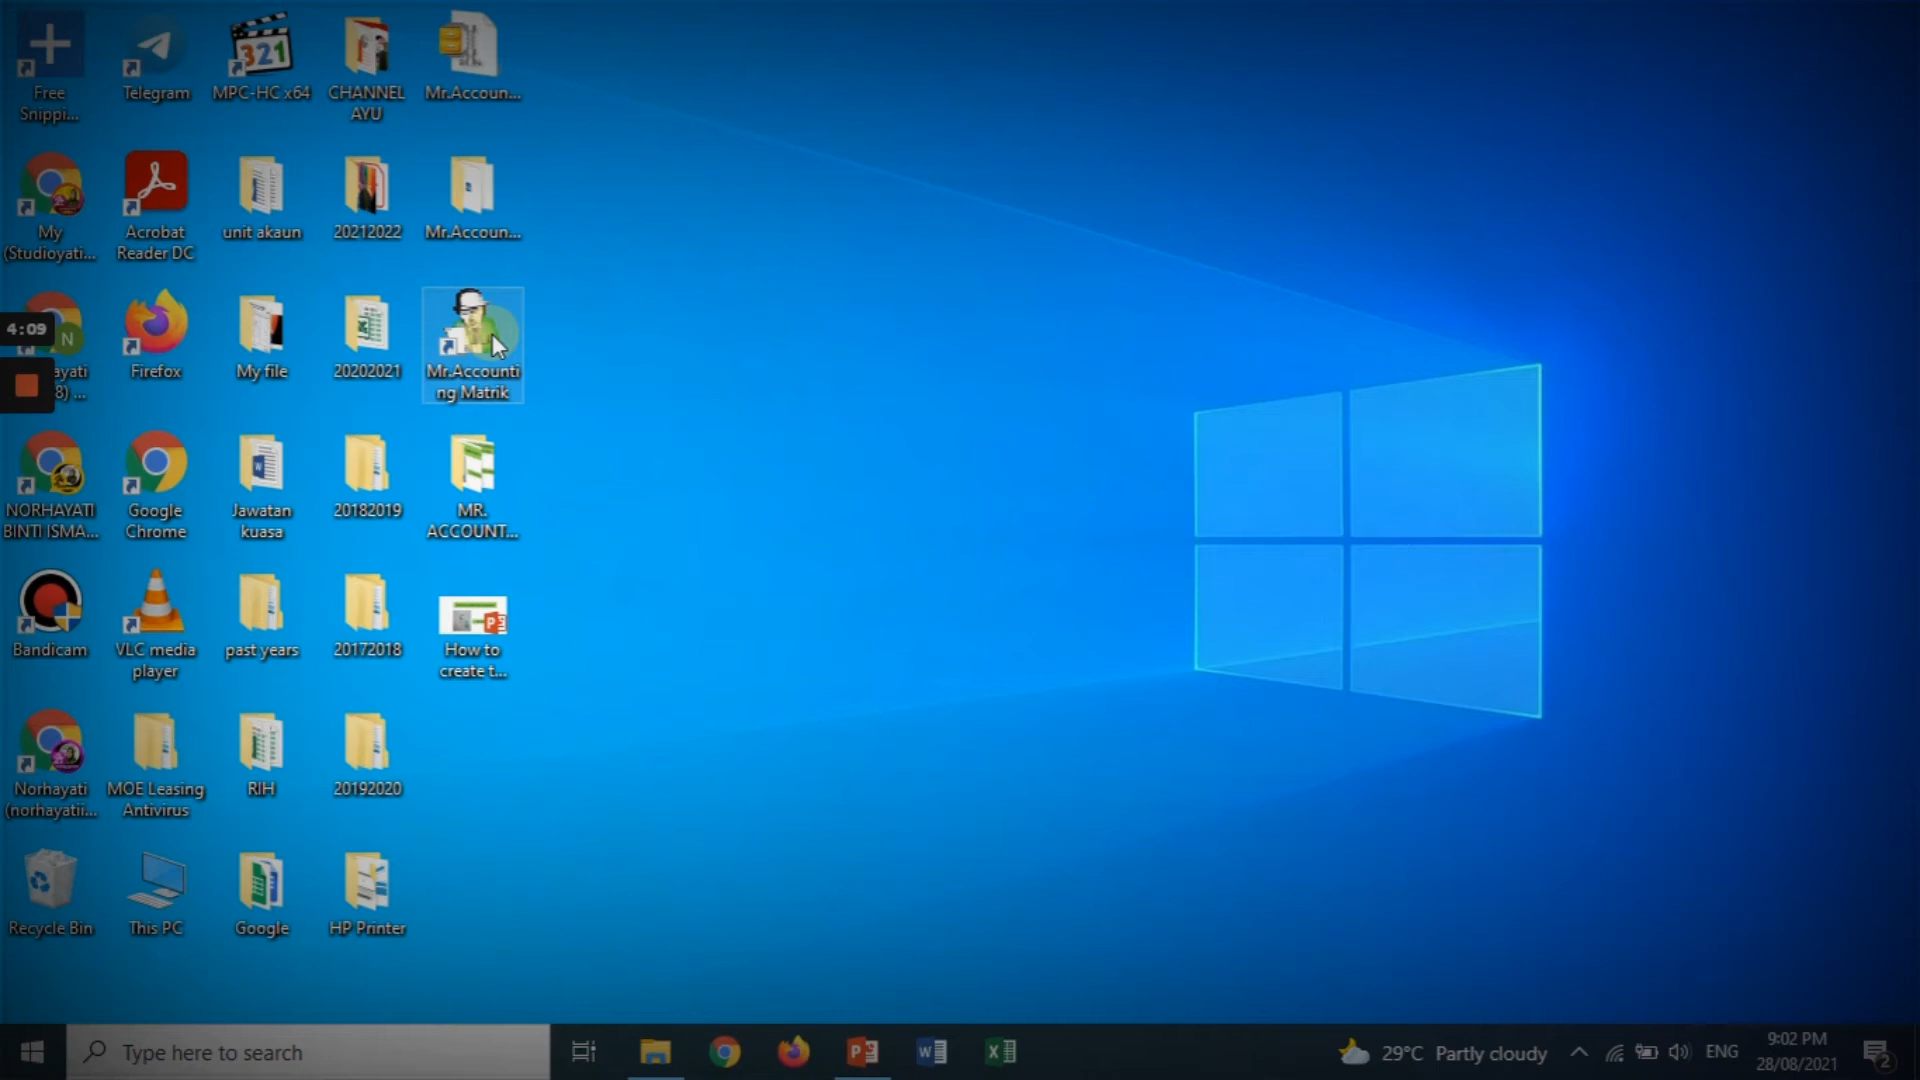 Free
Snippi...
Telegram
MPC-HC x64
321
CHANNEL
AYU
Mr.Accoun...
My
(Studioyati...
Acrobat
Reader DC
unit akaun
20212022
Mr.Accoun...
4:09
N
ayati
8) ...
Firefox
My file
20202021
Mr.Accounti
ng Matrik
NORHAYATI
BINTI ISMA...
Google
Chrome
Jawatan
kuasa
20182019
MR.
ACCOUNT...
Bandicam
VLC media
player
past years
20172018
How to
create t...
Norhayati
(norhayatii...
MOE Leasing
Antivirus
RIH
20192020
Recycle Bin
This PC
Google
HP Printer
Type here to search
29°C Partly cloudy
ENG
9:02 PM
28/08/2021
2